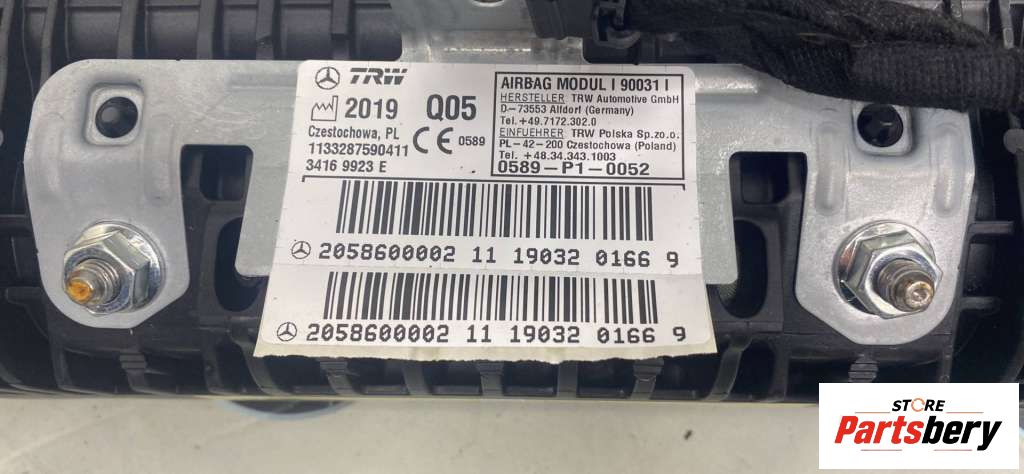 TRW
2019 Q05
Czestochowa, PL
1133287590411
CE 0589
3416 9923 E
AIRBAG MODUL I 90031 I
HERSTELLER TRW Automotive GmbH
D-73553 Alfdorf (Germany)
Tel. +49.7172.302.0
EINFUEHRER TRW Polska Sp.zo.o.
PL-42-200 Czestochowa (Poland)
Tel. +48.34.343.1003
0589-P1-0052
2058600002 11 19032 0166 9
2058600002 11 19032 0166 9
STORE
Partsbery